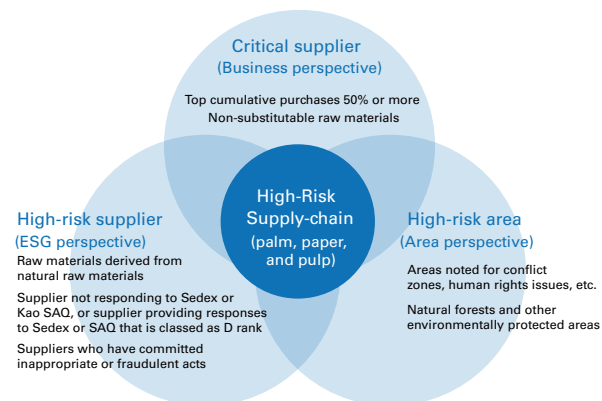 Critical supplier
(Business perspective)
Top cumulative purchases 50% or more
Non-substitutable raw materials
High-Risk
Supply-chain
(palm, paper,
and pulp)
High-risk supplier
(ESG perspective)
Raw materials derived from
natural raw materials
Supplier not responding to Sedex or
Kao SAQ, or supplier providing responses
to Sedex or SAQ that is classed as D rank
Suppliers who have committed
inappropriate or fraudulent acts
High-risk area
(Area perspective)
Areas noted for conflict
zones, human rights issues, etc.
Natural forests and other
environmentally protected areas